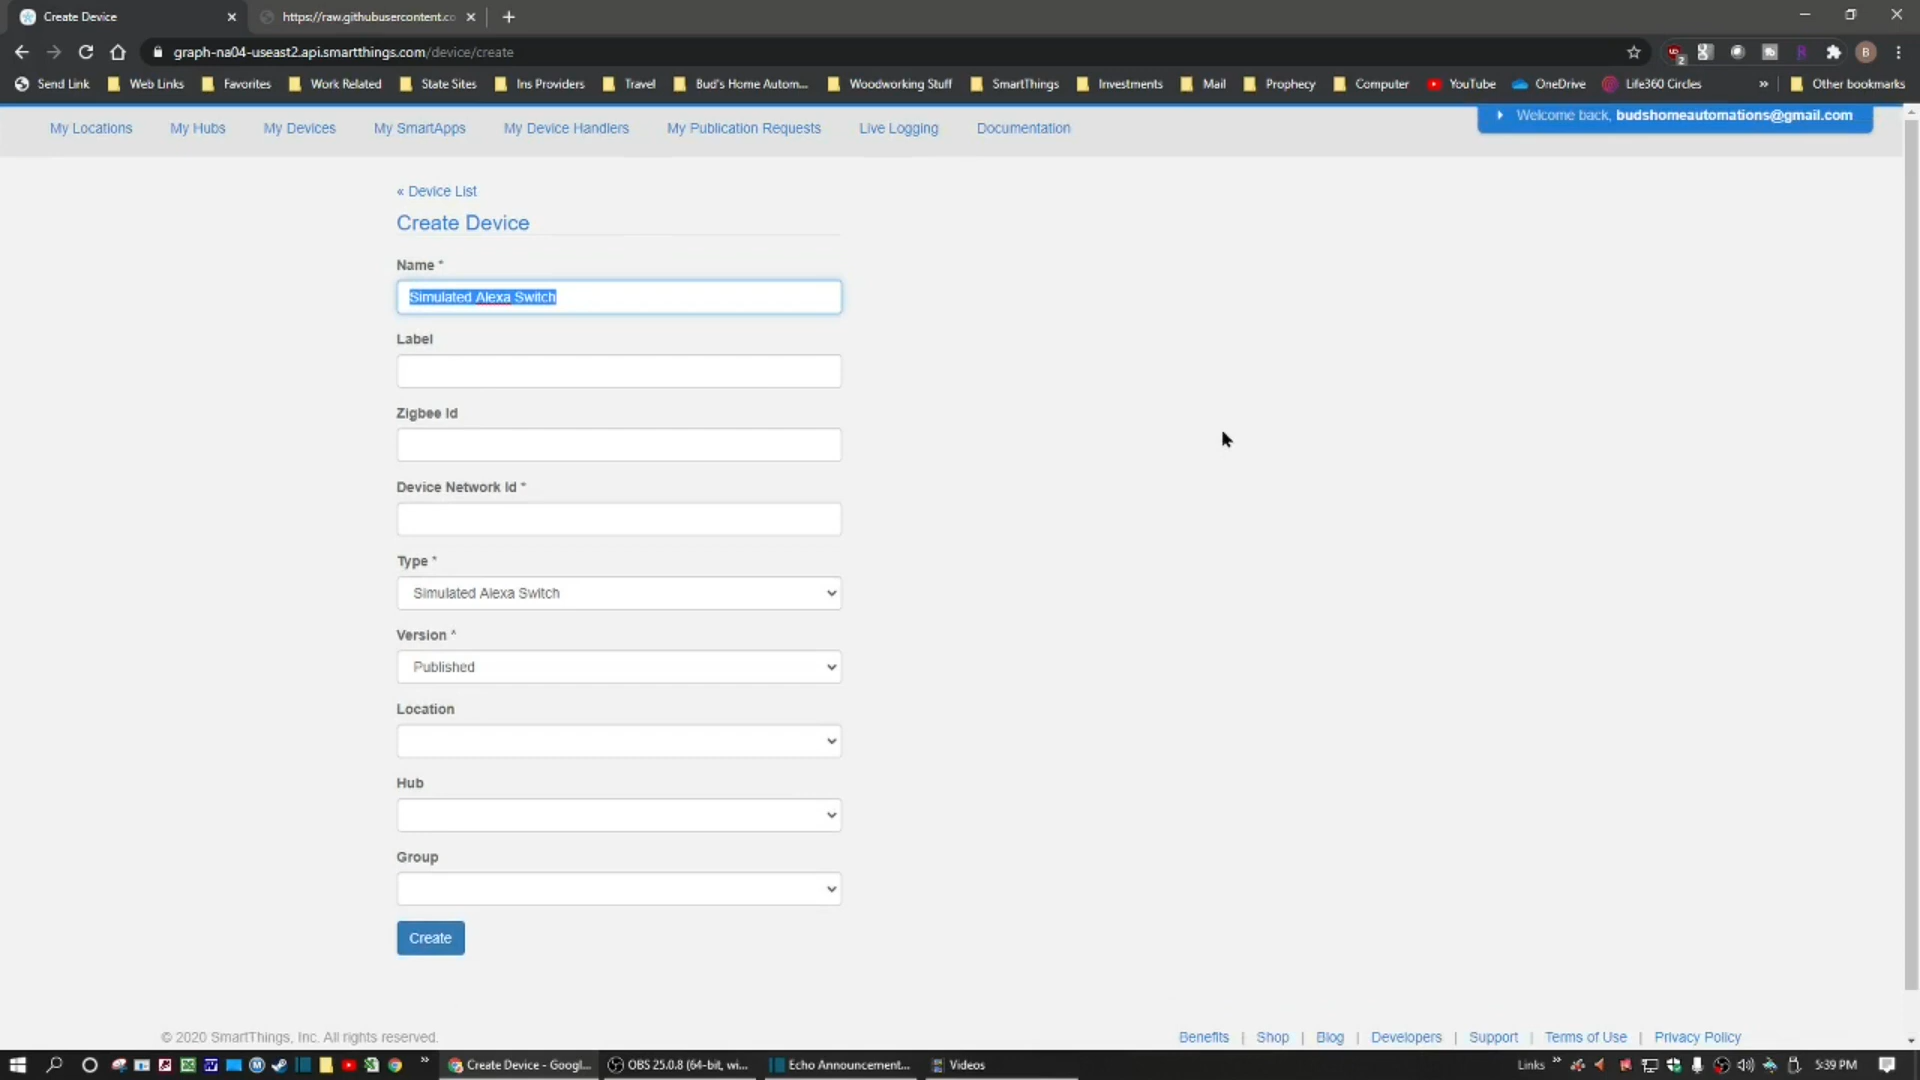 Create Device
https://raw.githubusercontent.co
graph-na04-useast2.api.smartthings.com/device/create
Send Link
Web Links
Favorites
Work Related
State Sites
Ins Providers
Travel
Bud's Home Autom...
Woodworking Stuff
SmartThings
Investments
Mail
Prophecy
Computer
YouTube
OneDrive
Life360 Circles
»
Other bookmarks
My Locations
My Hubs
My Devices
My SmartApps
My Device Handlers
My Publication Requests
Live Logging
Documentation
Welcome back, budshomeautomations@gmail.com
« Device List
Create Device
Name *
Simulated Alexa Switch
Label
Zigbee Id
Device Network Id *
Type *
Simulated Alexa Switch
Version *
Published
Location
Hub
Group
Create
© 2020 SmartThings, Inc. All rights reserved.
Benefits | Shop | Blog | Developers | Support | Terms of Use | Privacy Policy
Create Device - Googl...
OBS 25.0.8 (64-bit, wi...
Echo Announcement...
Videos
Links
5:39 PM